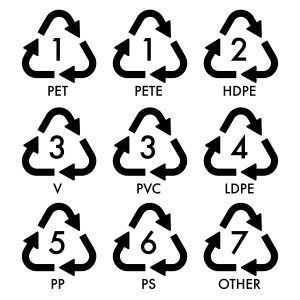 1 1 2
PET PETE HDPE
3 3 4
V PVC LDPE
5 6 7
PP PS OTHER